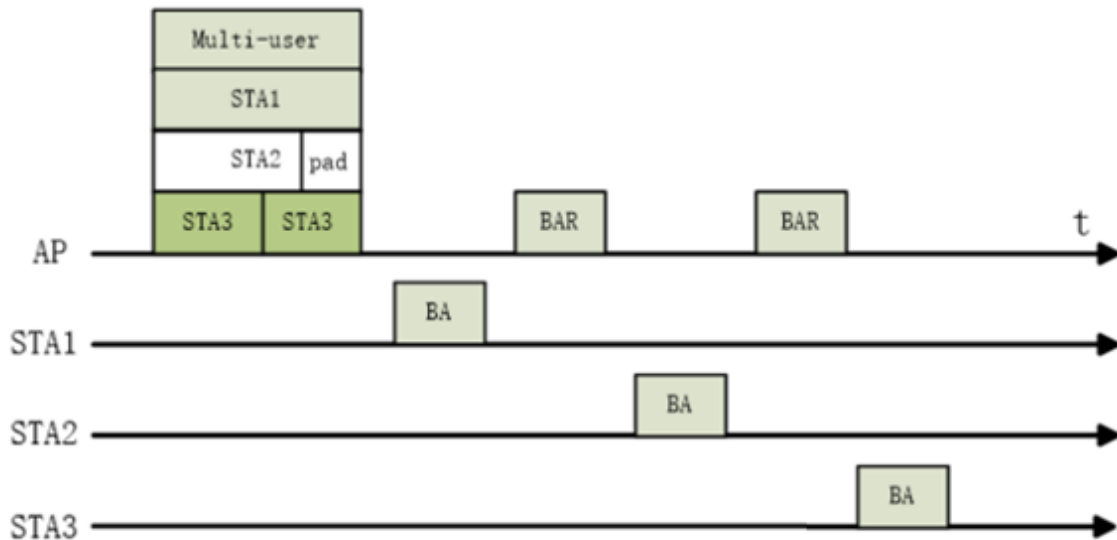 Multi-user
STA1
STA2 pad
STA3 STA3 BAR BAR t
AP
BA
STA1
BA
STA2
BA
STA3